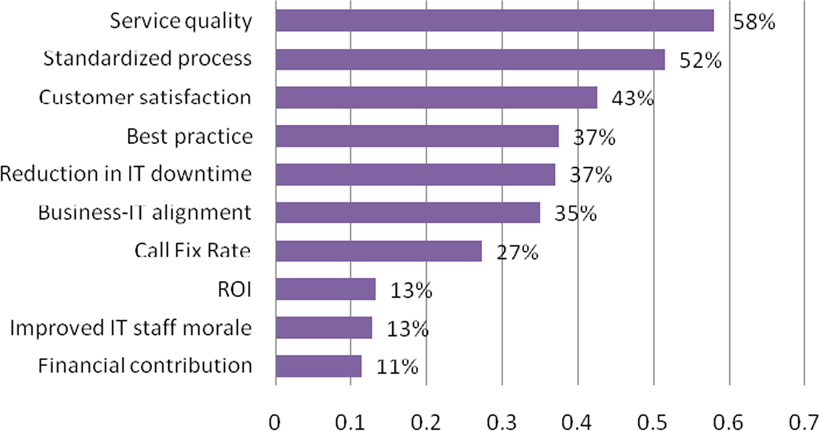 Service quality 58%
Standardized process 52%
Customer satisfaction 43%
Best practice 37%
Reduction in IT downtime 37%
Business-IT alignment 35%
Call Fix Rate 27%
ROI 13%
Improved IT staff morale 13%
Financial contribution 11%
0 0.1 0.2 0.3 0.4 0.5 0.6 0.7